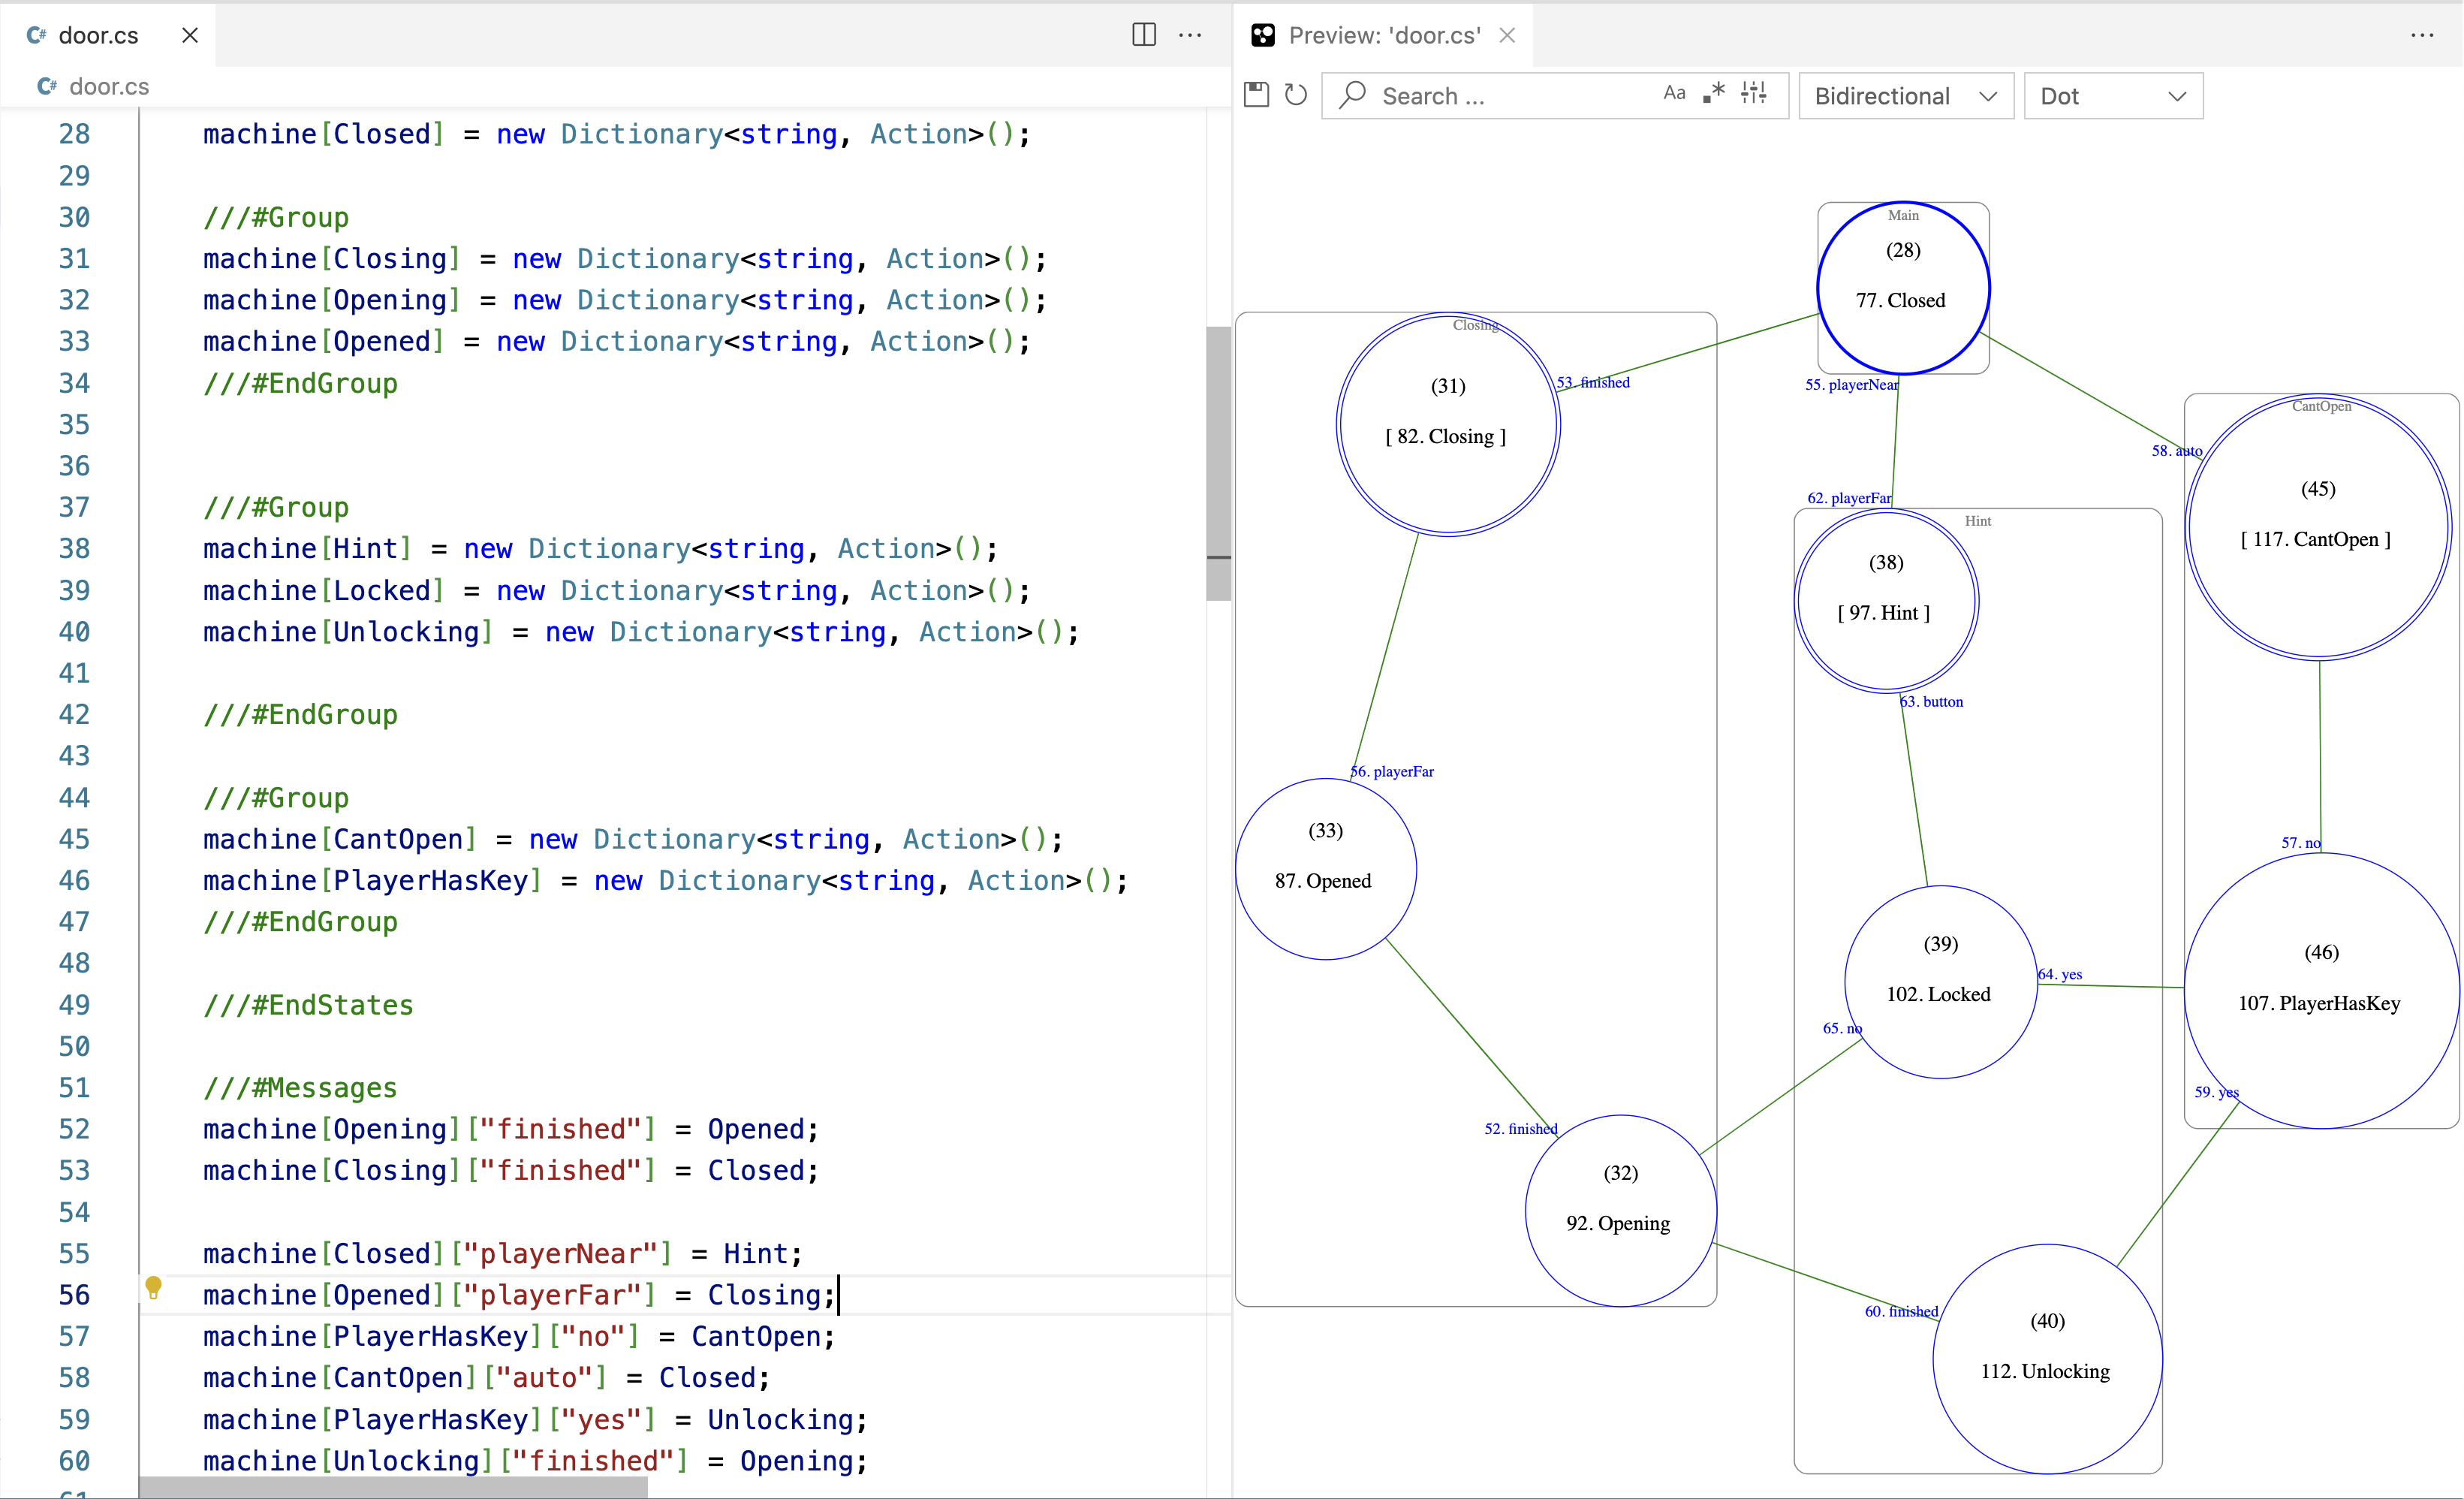 door.cs
door.cs
28 machine[Closed] = new Dictionary<string, Action>();
29
30 ///#Group
31 machine[Closing] = new Dictionary<string, Action>();
32 machine[Opening] = new Dictionary<string, Action>();
33 machine[Opened] = new Dictionary<string, Action>();
34 ///#EndGroup
35
36
37 ///#Group
38 machine[Hint] = new Dictionary<string, Action>();
39 machine[Locked] = new Dictionary<string, Action>();
40 machine[Unlocking] = new Dictionary<string, Action>();
41
42 ///#EndGroup
43
44 ///#Group
45 machine[CantOpen] = new Dictionary<string, Action>();
46 machine[PlayerHasKey] = new Dictionary<string, Action>();
47 ///#EndGroup
48
49 ///#EndStates
50
51 ///#Messages
52 machine[Opening]["finished"] = Opened;
53 machine[Closing]["finished"] = Closed;
54
55 machine[Closed]["playerNear"] = Hint;
56 machine[Opened]["playerFar"] = Closing;
57 machine[PlayerHasKey]["no"] = CantOpen;
58 machine[CantOpen]["auto"] = Closed;
59 machine[PlayerHasKey]["yes"] = Unlocking;
60 machine[Unlocking]["finished"] = Opening;
Preview: 'door.cs'
Search ... Aa .*
Bidirectional
Dot
Main
(28)
77. Closed
Closing
(31)
[ 82. Closing ]
53. finished
55. playerNear
58. auto
CantOpen
(45)
[ 117. CantOpen ]
62. playerFar
Hint
(38)
[ 97. Hint ]
63. button
56. playerFar
(33)
87. Opened
57. no
(39)
102. Locked
64. yes
65. no
(46)
107. PlayerHasKey
59. yes
52. finished
(32)
92. Opening
60. finished
(40)
112. Unlocking